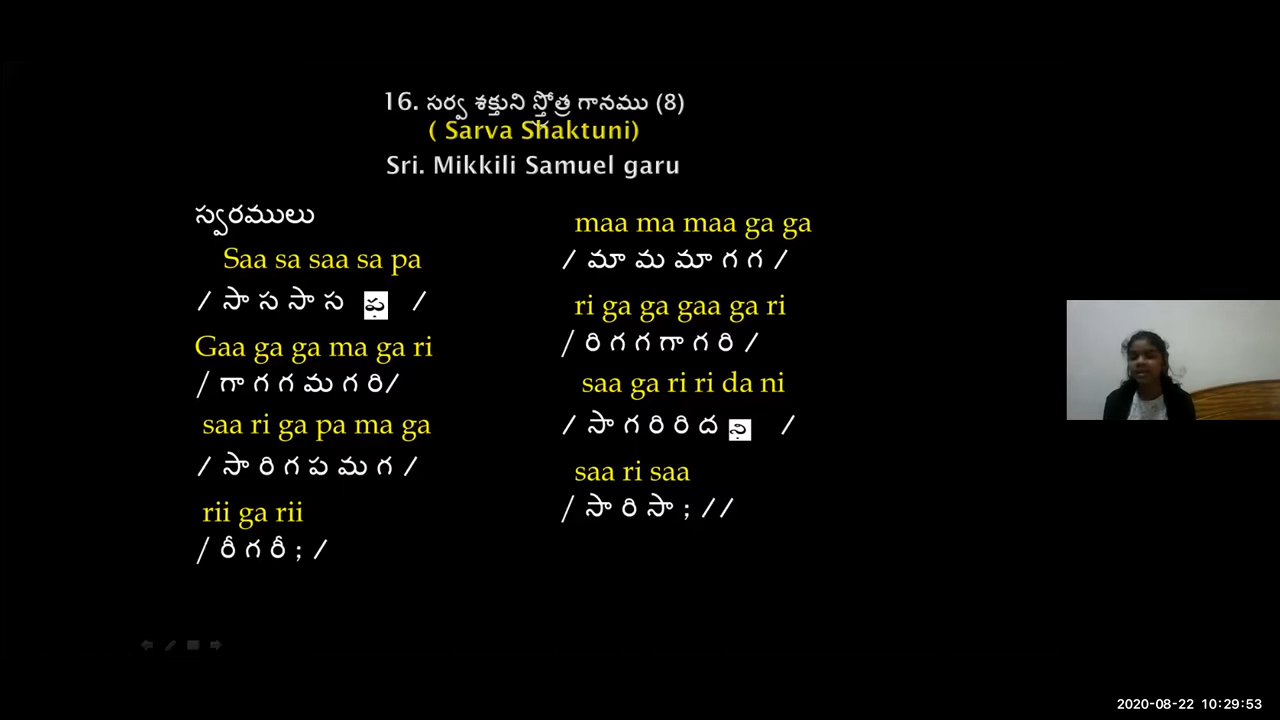 16. సర్వ శక్తుని స్తోత్ర గానము (8)
( Sarva Shaktuni)
Sri. Mikkili Samuel garu
స్వరములు
Saa sa saa sa pa
/ సా స సా స ప /
Gaa ga ga ma ga ri
/ గా గ గ మ గ రి/
saa ri ga pa ma ga
/ సా రి గ ప మ గ /
rii ga rii
/ రీ గ రీ ; /
maa ma maa ga ga
/ మా మ మా గ గ /
ri ga ga gaa ga ri
/ రి గ గ గా గ రి /
saa ga ri ri da ni
/ సా గ రి రి ద ని /
saa ri saa
/ సా రి సా ; //
2020-08-22 10:29:53